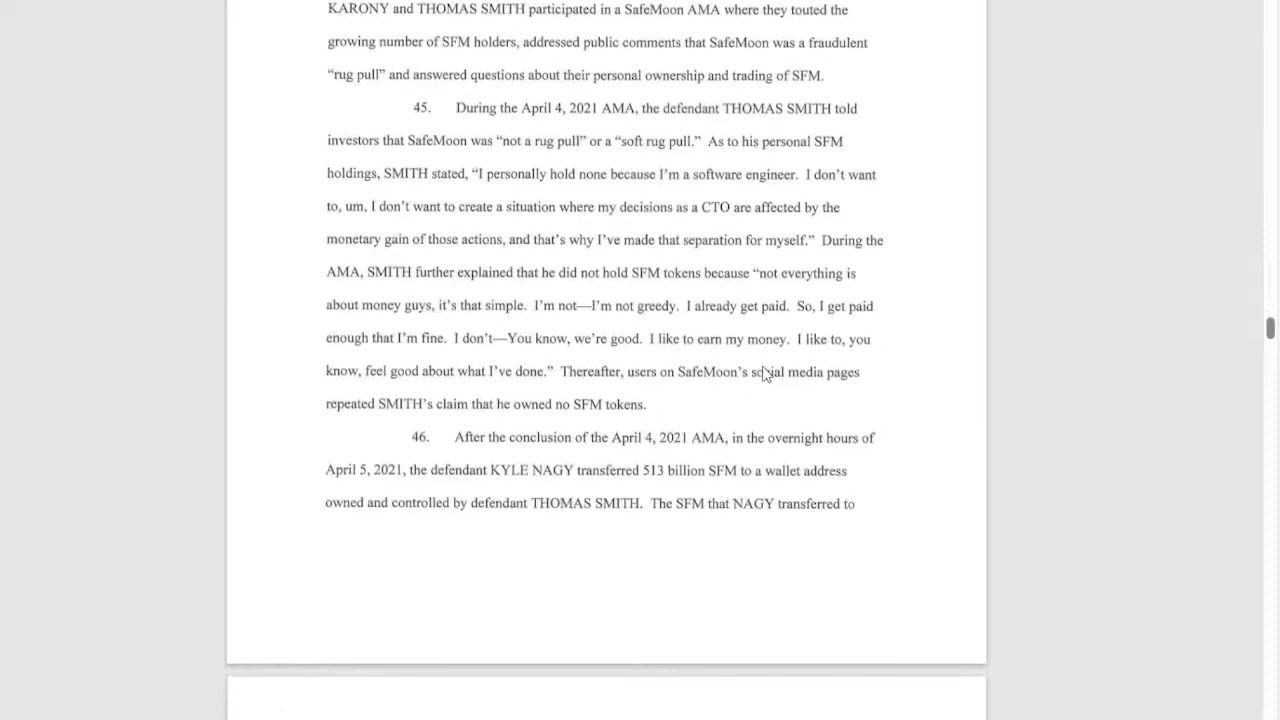 KARONY and THOMAS SMITH participated in a SafeMoon AMA where they touted the
growing number of SFM holders, addressed public comments that SafeMoon was a fraudulent
“rug pull” and answered questions about their personal ownership and trading of SFM.
45. During the April 4, 2021 AMA, the defendant THOMAS SMITH told
investors that SafeMoon was “not a rug pull” or a “soft rug pull.” As to his personal SFM
holdings, SMITH stated, “I personally hold none because I’m a software engineer. I don’t want
to, um, I don’t want to create a situation where my decisions as a CTO are affected by the
monetary gain of those actions, and that’s why I’ve made that separation for myself.” During the
AMA, SMITH further explained that he did not hold SFM tokens because “not everything is
about money guys, it’s that simple. I’m not—I’m not greedy. I already get paid. So, I get paid
enough that I’m fine. I don’t—You know, we’re good. I like to earn my money. I like to, you
know, feel good about what I’ve done.” Thereafter, users on SafeMoon’s social media pages
repeated SMITH’s claim that he owned no SFM tokens.
46. After the conclusion of the April 4, 2021 AMA, in the overnight hours of
April 5, 2021, the defendant KYLE NAGY transferred 513 billion SFM to a wallet address
owned and controlled by defendant THOMAS SMITH. The SFM that NAGY transferred to